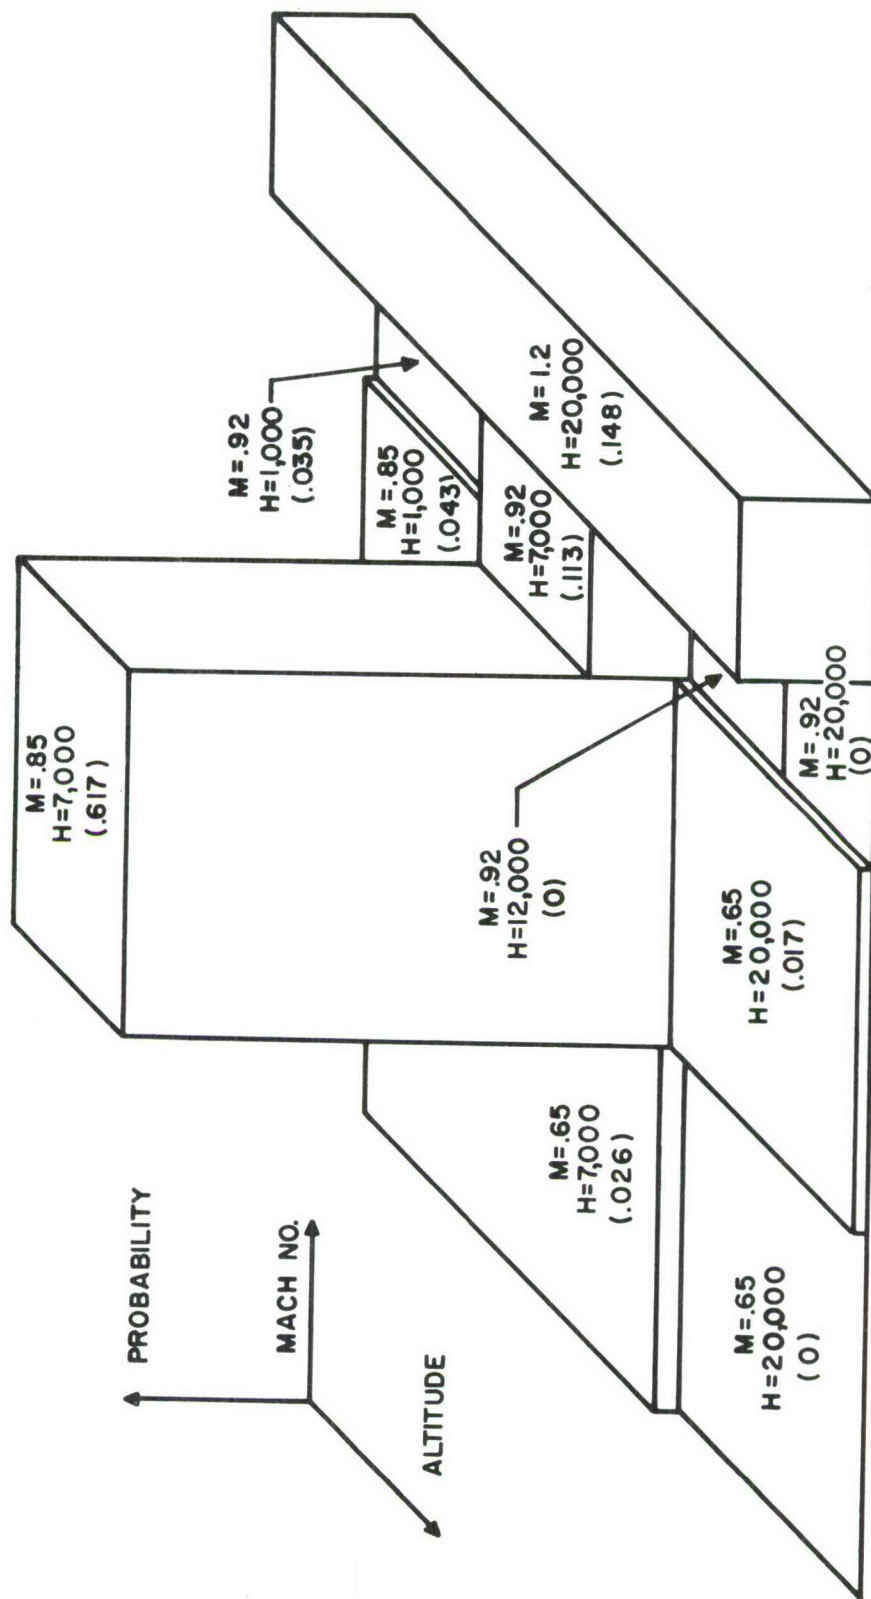 PROBABILITY
MACH NO.
ALTITUDE
M=.85
H=7,000
(.617)
M=.92
H=1,000
(.035)
M=.85
H=1,000
(.043)
M=.92
H=7,000
(.113)
M=1.2
H=20,000
(.148)
M=.65
H=7,000
(.026)
M=.92
H=12,000
(0)
M=.65
H=20,000
(0)
M=.65
H=20,000
(.017)
M=.92
H=20,000
(0)